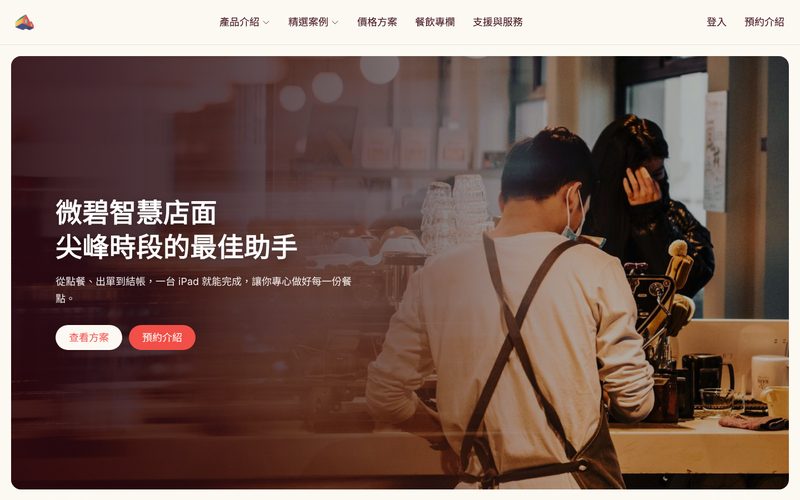 產品介紹
精選案例
價格方案
餐飲專欄
支援與服務
登入
預約介紹
微碧智慧店面
尖峰時段的最佳助手
從點餐、出單到結帳，一台 iPad 就能完成，讓你專心做好每一份餐
點。
查看方案
預約介紹